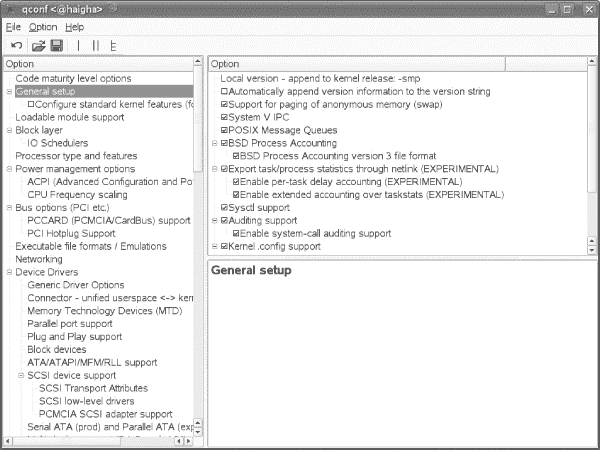 qconf <@haigha>
File Option Help
Option
Code maturity level options
General setup
Configure standard kernel features (fo
Loadable module support
Block layer
IO Schedulers
Processor type and features
Power management options
ACPI (Advanced Configuration and Po
CPU Frequency scaling
Bus options (PCI etc.)
PCCARD (PCMCIA/CardBus) support
PCI Hotplug Support
Executable file formats / Emulations
Networking
Device Drivers
Generic Driver Options
Connector - unified userspace <-> kern
Memory Technology Devices (MTD)
Parallel port support
Plug and Play support
Block devices
ATA/ATAPI/MFM/RLL support
SCSI device support
SCSI Transport Attributes
SCSI low-level drivers
PCMCIA SCSI adapter support
Serial ATA (prod) and Parallel ATA (exp
Option
Local version - append to kernel release: -smp
Automatically append version information to the version string
Support for paging of anonymous memory (swap)
System V IPC
POSIX Message Queues
BSD Process Accounting
BSD Process Accounting version 3 file format
Export task/process statistics through netlink (EXPERIMENTAL)
Enable per-task delay accounting (EXPERIMENTAL)
Enable extended accounting over taskstats (EXPERIMENTAL)
Sysctl support
Auditing support
Enable system-call auditing support
Kernel .config support
General setup